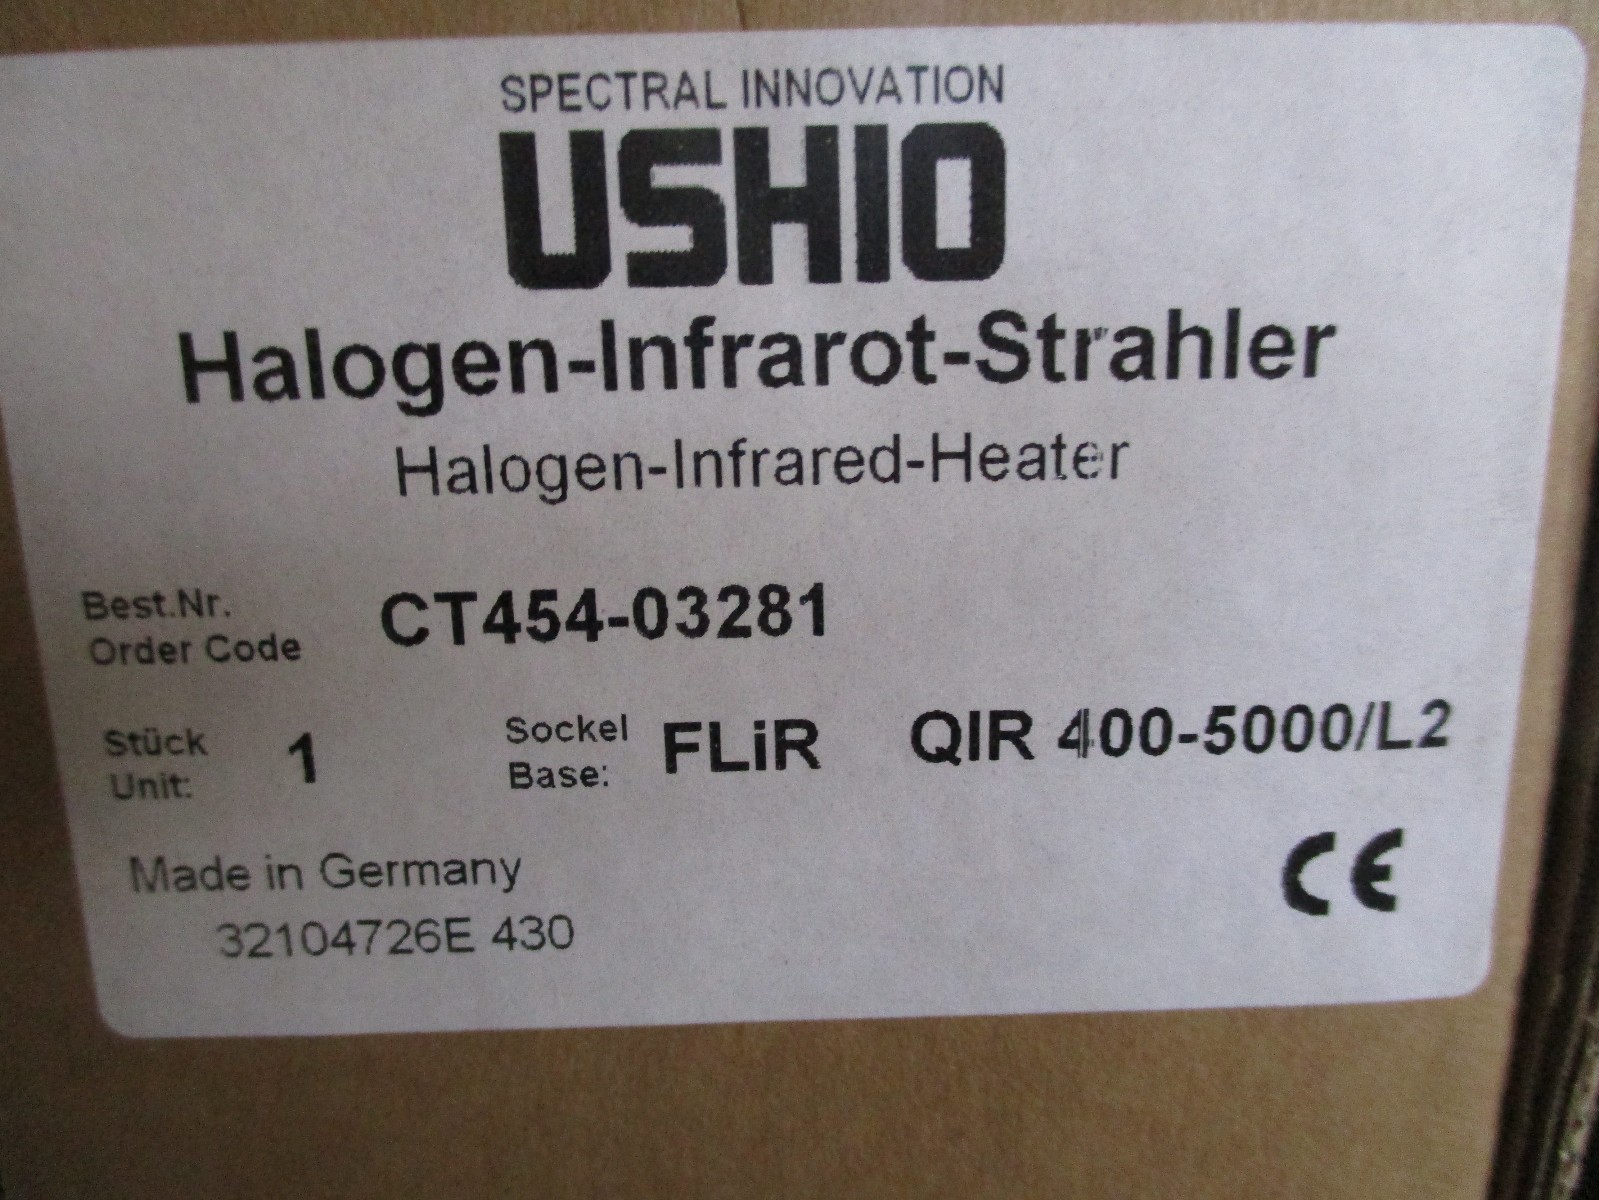 SPECTRAL INNOVATION
USHIO
Halogen-Infrarot-Strahler
Halogen-Infrared-Heater
Best.Nr.
Order Code
CT454-03281
Stück
Unit:
1
Sockel
Base:
FLiR
QIR 400-5000/L2
Made in Germany
32104726E 430
CE